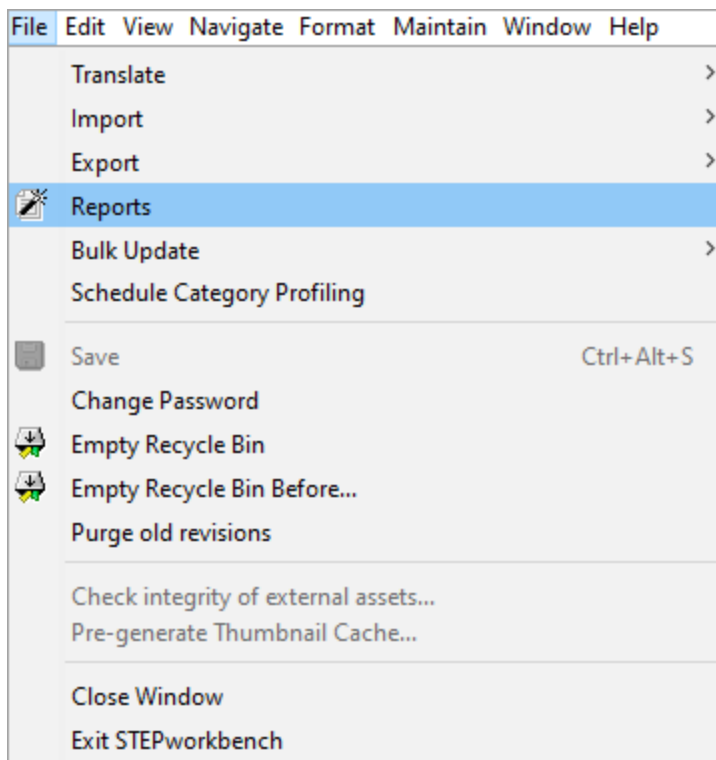 File Edit View Navigate Format Maintain Window Help
Translate
Import
Export
Reports
Bulk Update
Schedule Category Profiling
Save Ctrl+Alt+S
Change Password
Empty Recycle Bin
Empty Recycle Bin Before...
Purge old revisions
Check integrity of external assets...
Pre-generate Thumbnail Cache...
Close Window
Exit STEPworkbench